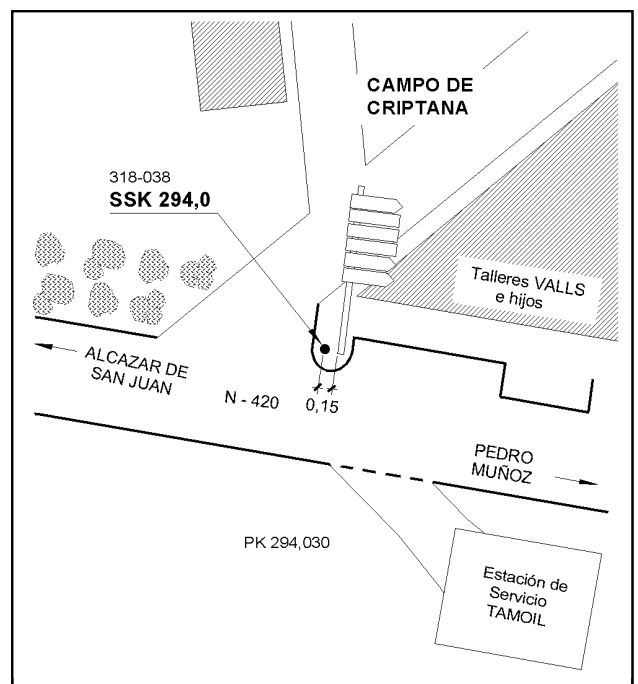 CAMPO DE
CRIPTANA
318-038
SSK 294,0
Talleres VALLS
e hijos
ALCAZAR DE
SAN JUAN
N - 420
0,15
PEDRO
MUÑOZ
PK 294,030
Estación de
Servicio
TAMOIL